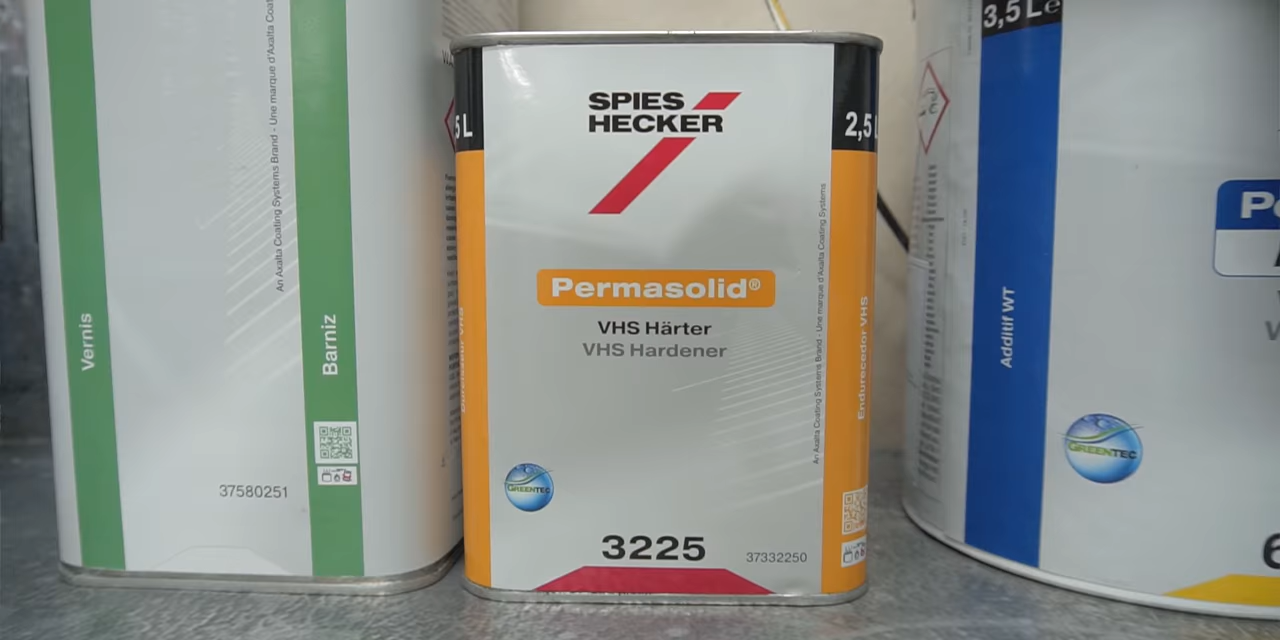 Vernis
An Axalta Coating Systems Brand - Une marque d'Axalta Coat
Barniz
37580251
5 L
SPIES
HECKER
2,5 L
Permasolid®
VHS Härter
VHS Hardener
An Axalta Coating Systems Brand - Une marque d'Axalta Coating Systems
Endurecedor VHS
GREENTEC
3225
37332250
3,5 L e
Additif WT
GREENTEC